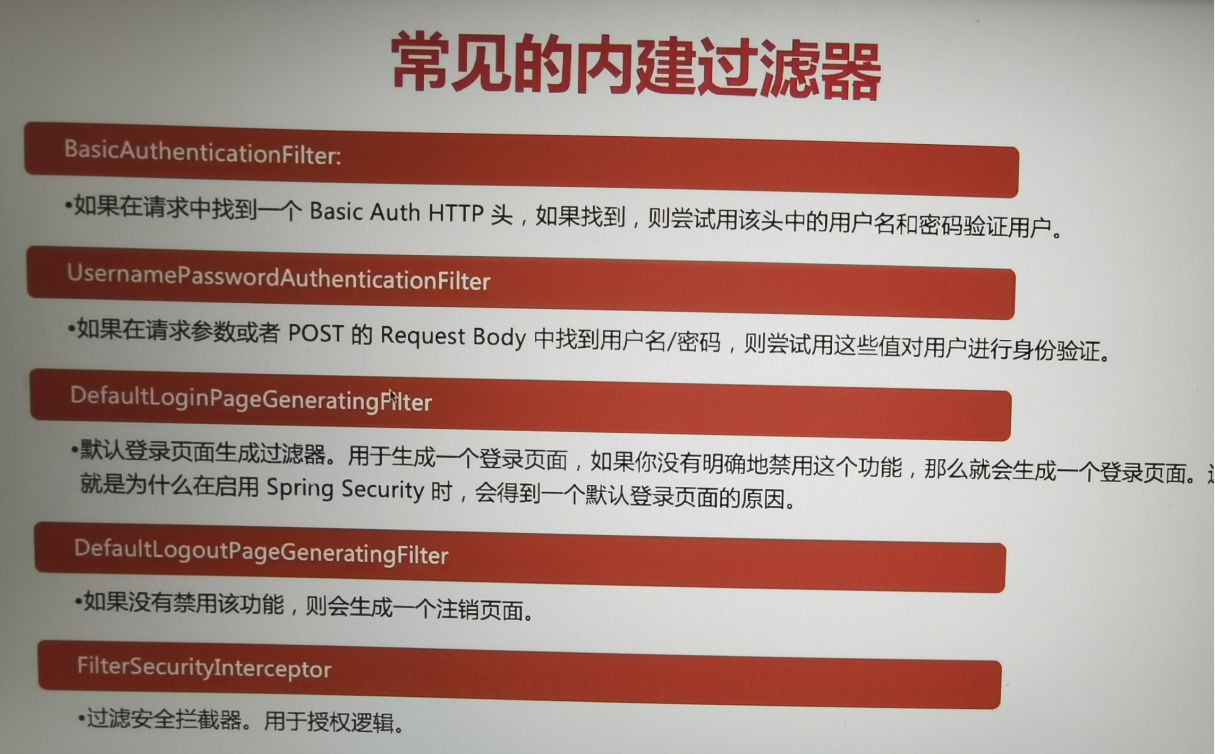 常见的内建过滤器
BasicAuthenticationFilter:
•如果在请求中找到一个 Basic Auth HTTP 头，如果找到，则尝试用该头中的用户名和密码验证用户。
UsernamePasswordAuthenticationFilter
•如果在请求参数或者 POST 的 Request Body 中找到用户名/密码，则尝试用这些值对用户进行身份验证。
DefaultLoginPageGeneratingFilter
•默认登录页面生成过滤器。用于生成一个登录页面，如果你没有明确地禁用这个功能，那么就会生成一个登录页面。
就是为什么在启用 Spring Security 时，会得到一个默认登录页面的原因。
DefaultLogoutPageGeneratingFilter
•如果没有禁用该功能，则会生成一个注销页面。
FilterSecurityInterceptor
•过滤安全拦截器。用于授权逻辑。